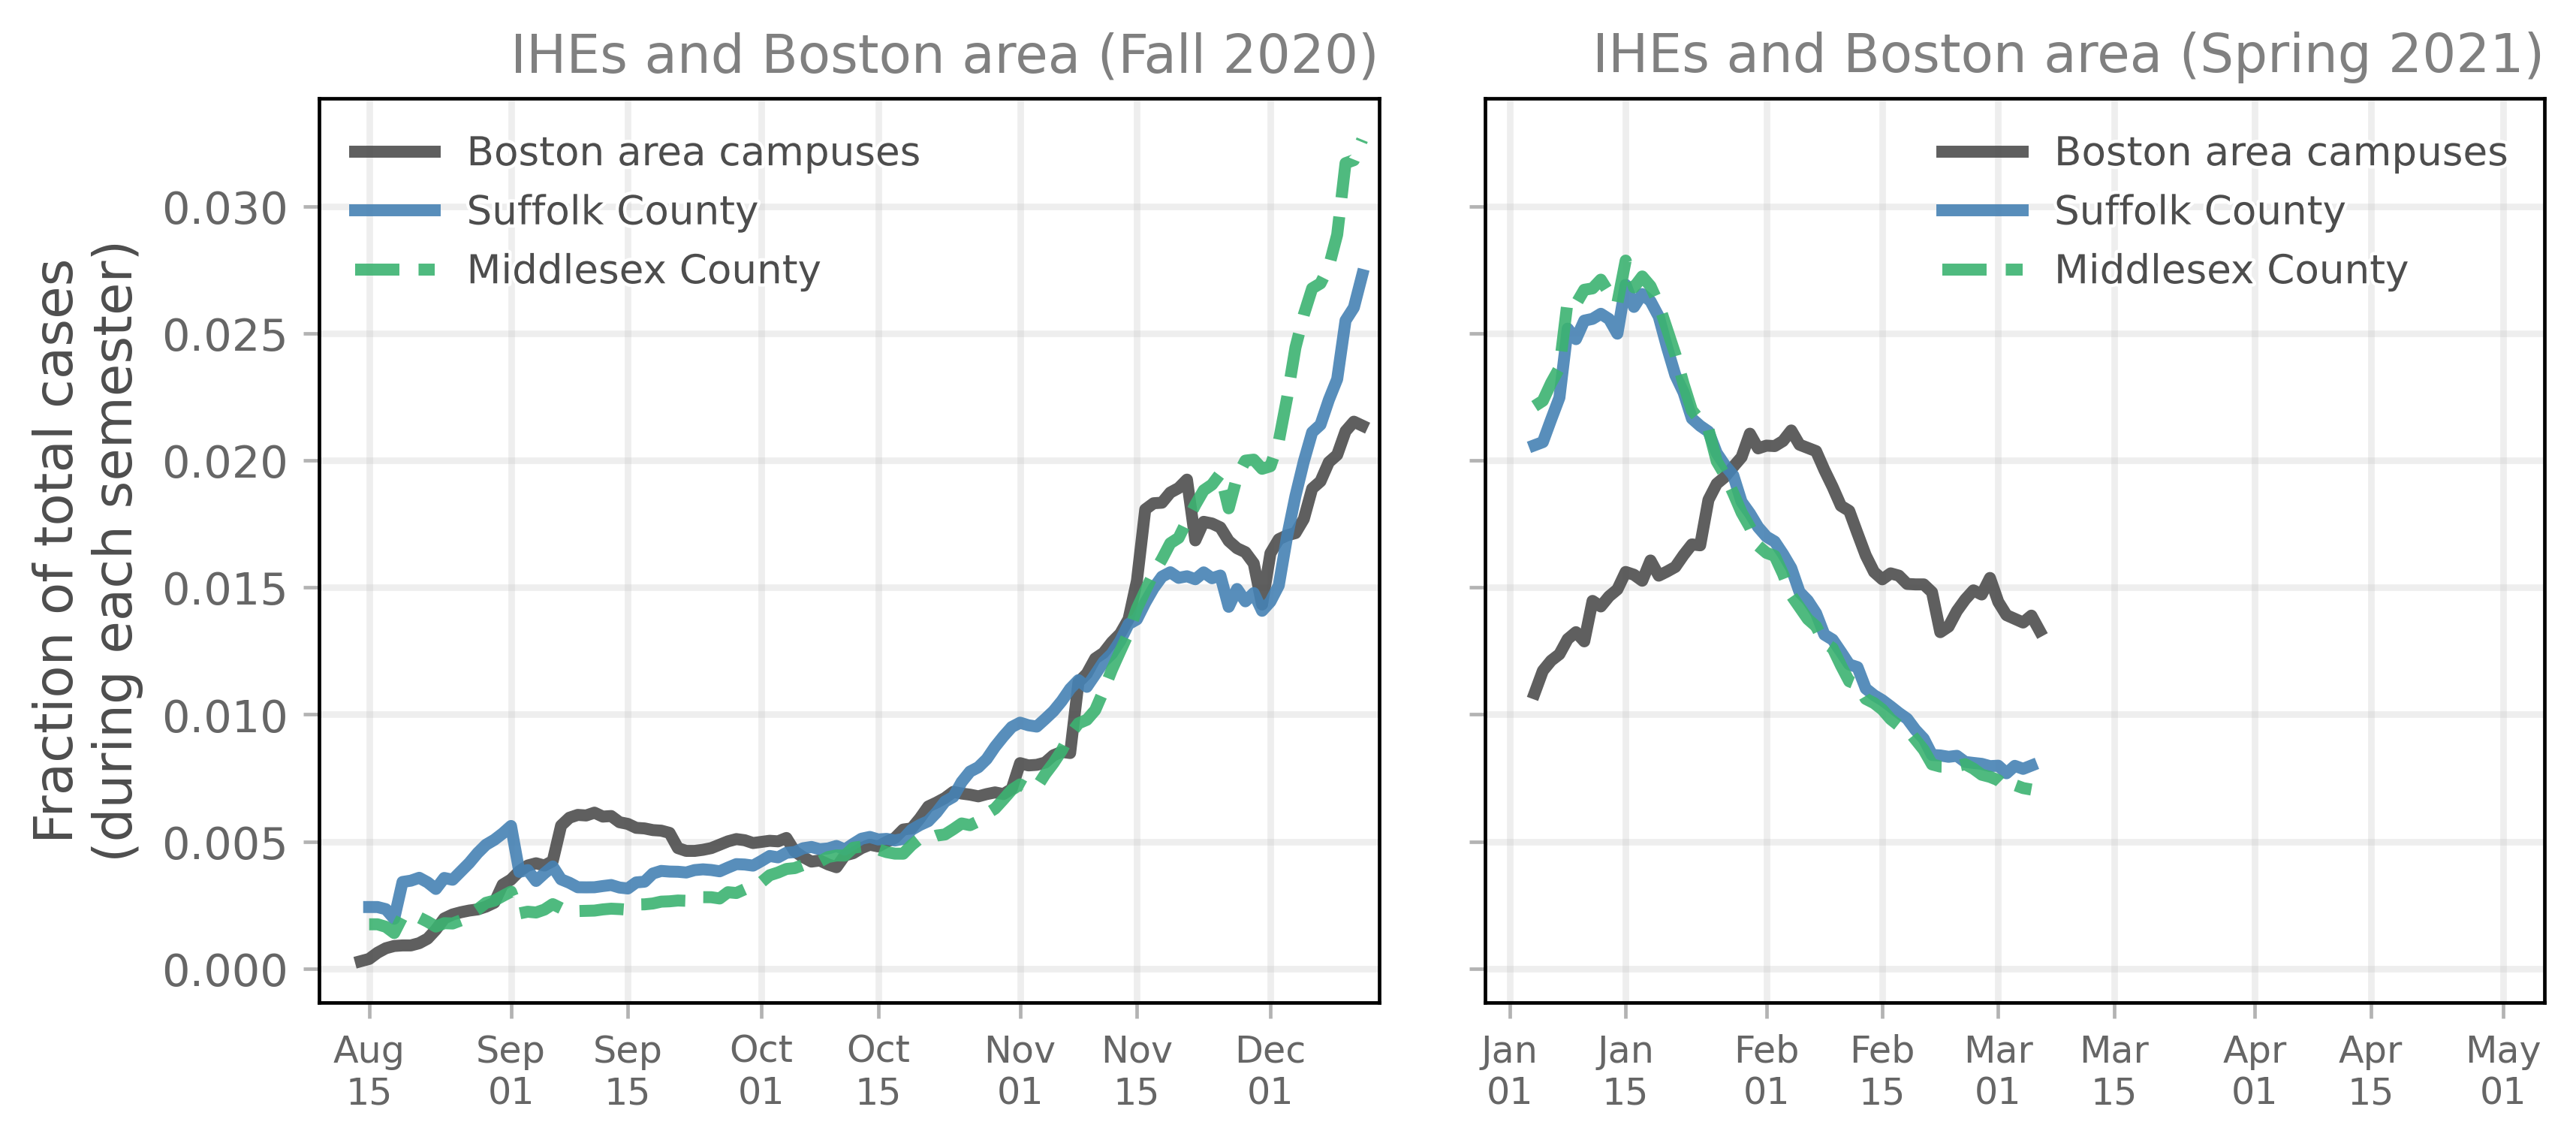 IHEs and Boston area (Fall 2020)
Boston area campuses
Suffolk County
Middlesex County
Fraction of total cases
(during each semester)
0.030
0.025
0.020
0.015
0.010
0.005
0.000
Aug Sep Sep Oct Oct Nov Nov Dec
15 01 15 01 15 01 15 01
IHEs and Boston area (Spring 2021)
Boston area campuses
Suffolk County
Middlesex County
Jan Jan Feb Feb Mar Mar Apr Apr May
01 15 01 15 01 15 01 15 01